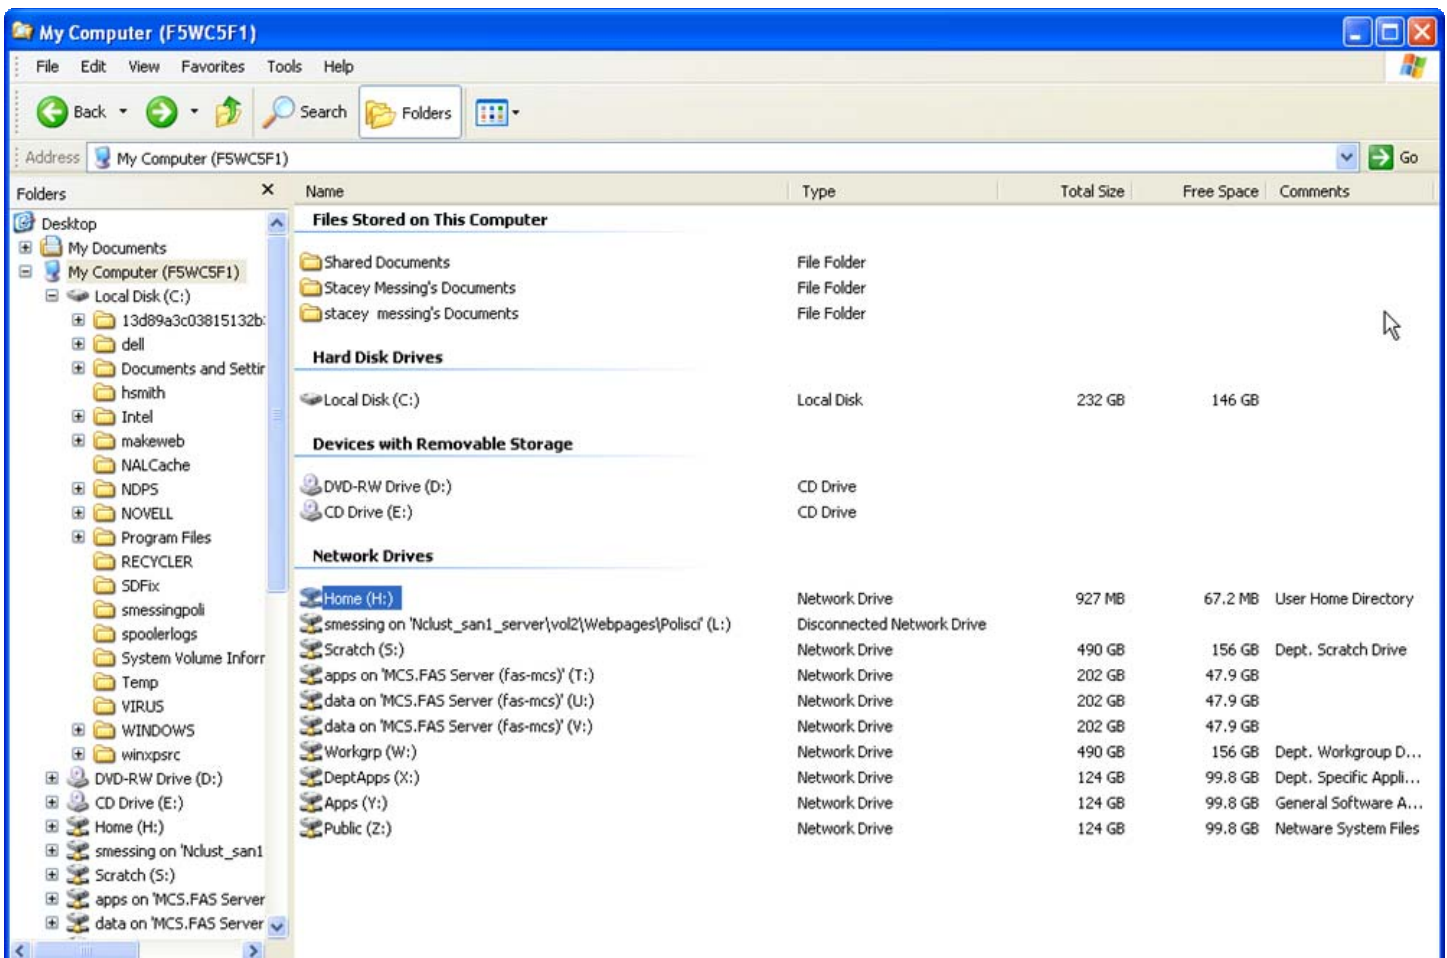 My Computer (F5WC5F1)
File Edit View Favorites Tools Help
Back Search Folders
Address My Computer (F5WC5F1) Go
Folders
Desktop
My Documents
My Computer (F5WC5F1)
Local Disk (C:)
13d89a3c03815132b
dell
Documents and Settir
hsmith
Intel
makeweb
NALCache
NDPS
NOVELL
Program Files
RECYCLER
SDFix
smessingpoli
spoolerlogs
System Volume Inforr
Temp
VIRUS
WINDOWS
winxpsrc
DVD-RW Drive (D:)
CD Drive (E:)
Home (H:)
smessing on 'Nclust_san1
Scratch (S:)
apps on 'MCS.FAS Server
data on 'MCS.FAS Server
Name Type Total Size Free Space Comments
Files Stored on This Computer
Shared Documents File Folder
Stacey Messing's Documents File Folder
stacey messing's Documents File Folder
Hard Disk Drives
Local Disk (C:) Local Disk 232 GB 146 GB
Devices with Removable Storage
DVD-RW Drive (D:) CD Drive
CD Drive (E:) CD Drive
Network Drives
Home (H:) Network Drive 927 MB 67.2 MB User Home Directory
smessing on 'Nclust_san1_server\vol2\Webpages\Polisci' (L:) Disconnected Network Drive
Scratch (S:) Network Drive 490 GB 156 GB Dept. Scratch Drive
apps on 'MCS.FAS Server (fas-mcs)' (T:) Network Drive 202 GB 47.9 GB
data on 'MCS.FAS Server (fas-mcs)' (U:) Network Drive 202 GB 47.9 GB
data on 'MCS.FAS Server (fas-mcs)' (V:) Network Drive 202 GB 47.9 GB
Workgrp (W:) Network Drive 490 GB 156 GB Dept. Workgroup D...
DeptApps (X:) Network Drive 124 GB 99.8 GB Dept. Specific Appli...
Apps (Y:) Network Drive 124 GB 99.8 GB General Software A...
Public (Z:) Network Drive 124 GB 99.8 GB Netware System Files